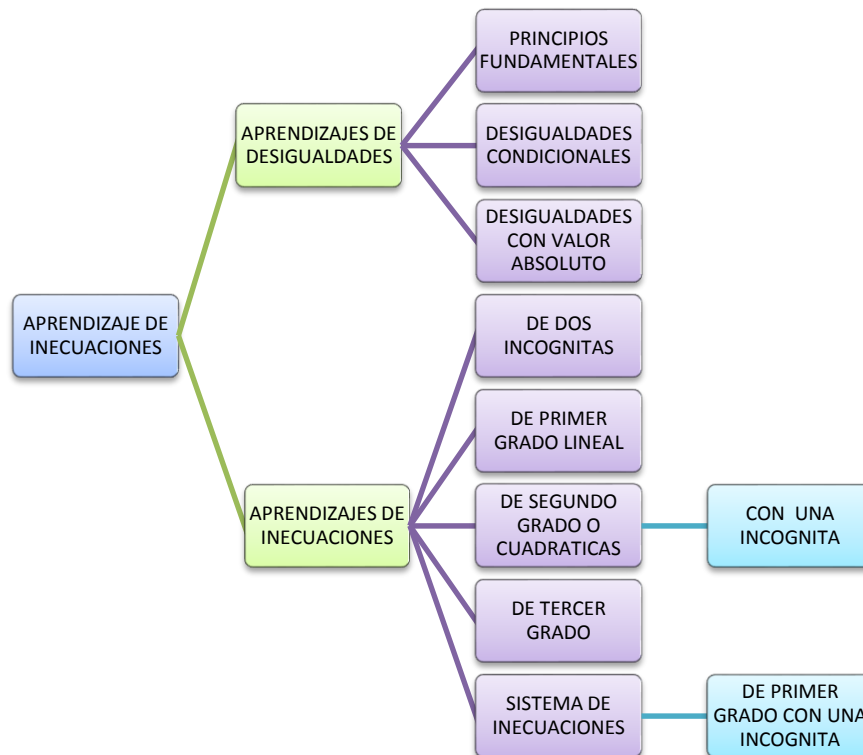 APRENDIZAJE DE
INECUACIONES
APRENDIZAJES DE
DESIGUALDADES
PRINCIPIOS
FUNDAMENTALES
DESIGUALDADES
CONDICIONALES
DESIGUALDADES
CON VALOR
ABSOLUTO
APRENDIZAJES DE
INECUACIONES
DE DOS
INCOGNITAS
DE PRIMER
GRADO LINEAL
DE SEGUNDO
GRADO O
CUADRATICAS
CON UNA
INCOGNITA
DE TERCER
GRADO
SISTEMA DE
INECUACIONES
DE PRIMER
GRADO CON UNA
INCOGNITA